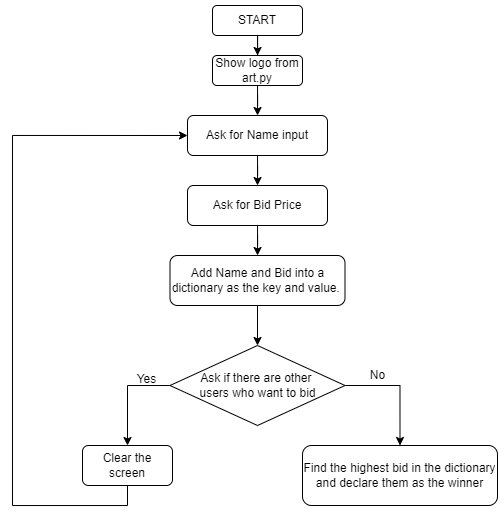 START
Show logo from
art.py
Ask for Name input
Ask for Bid Price
Add Name and Bid into a
dictionary as the key and value.
Ask if there are other
users who want to bid
Yes
No
Clear the
screen
Find the highest bid in the dictionary
and declare them as the winner